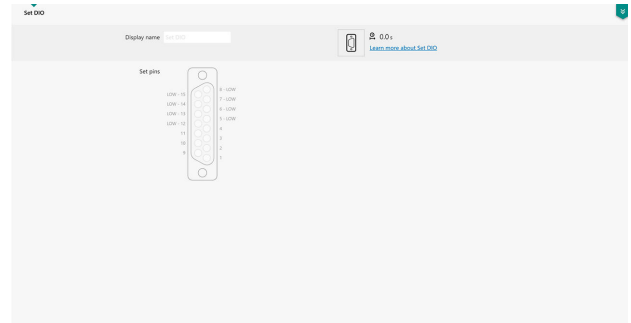 Set DIO
Display name Set DIO
0.0 s
Learn more about Set DIO
Set pins
8 - LOW
LOW - 15
7 - LOW
LOW - 14
6 - LOW
LOW - 13
5 - LOW
LOW - 12
4
11
3
10
2
9
1